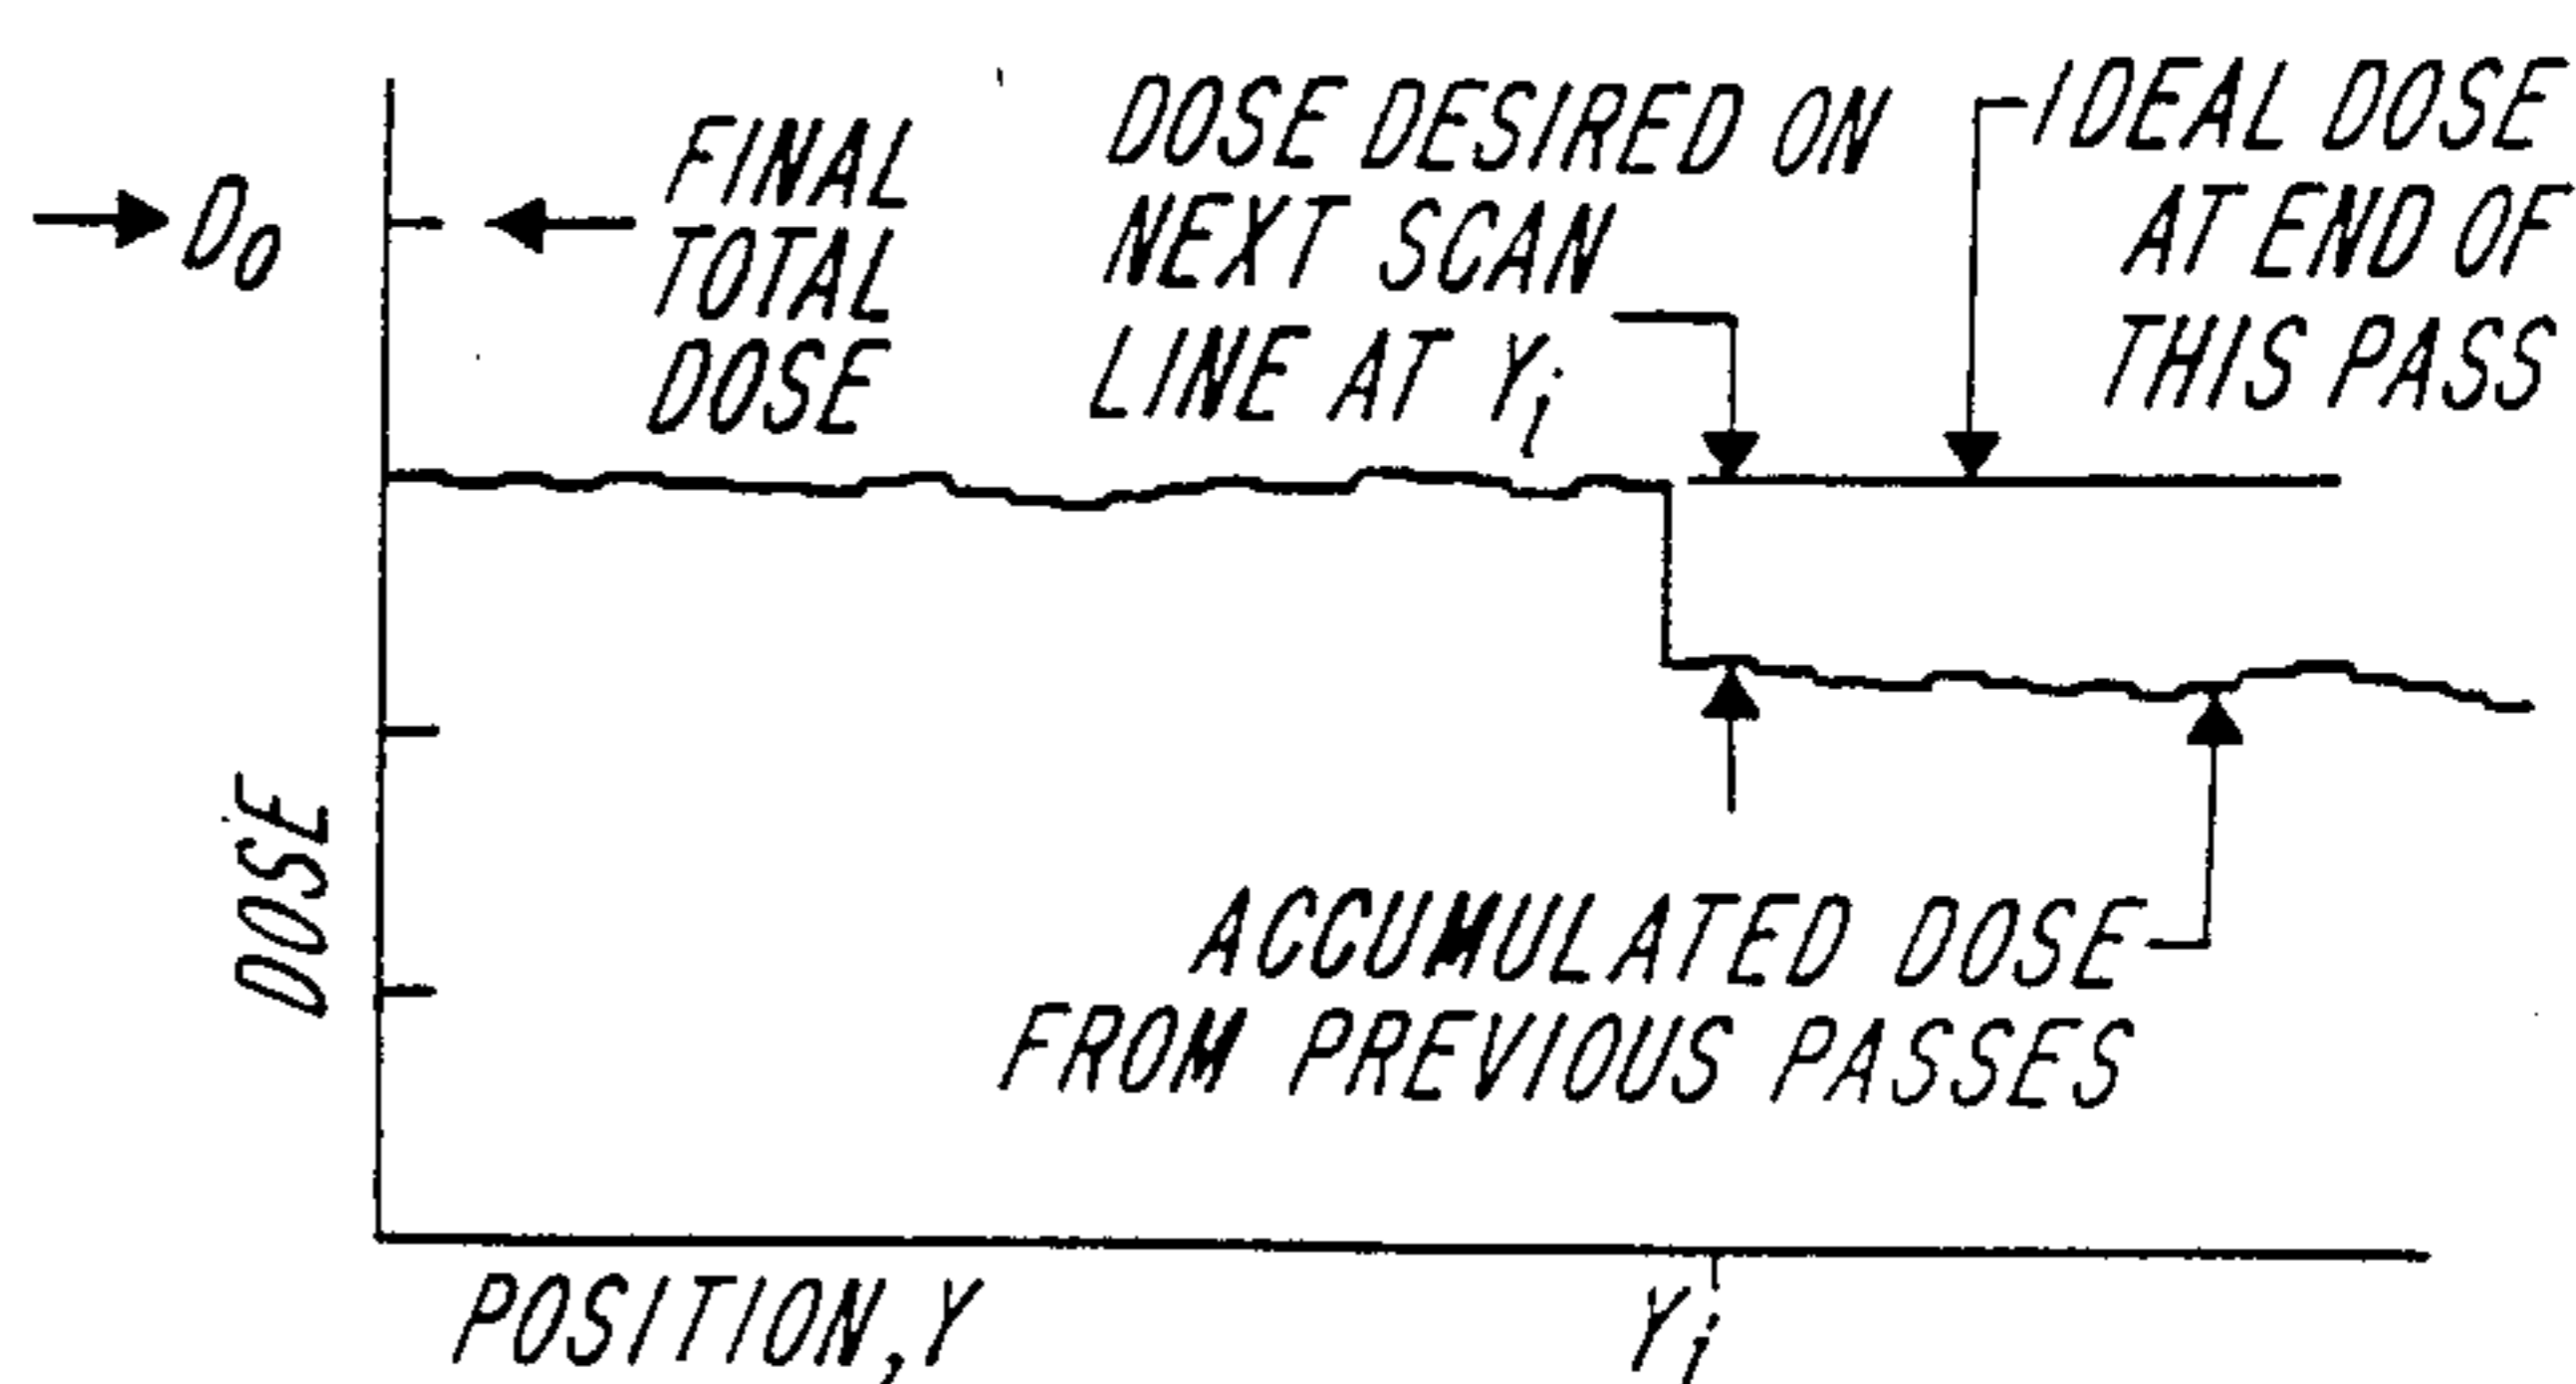 D₀
FINAL
TOTAL
DOSE
DOSE DESIRED ON
NEXT SCAN
LINE AT Yᵢ
IDEAL DOSE
AT END OF
THIS PASS
DOSE
ACCUMULATED DOSE
FROM PREVIOUS PASSES
POSITION, Y
Yᵢ